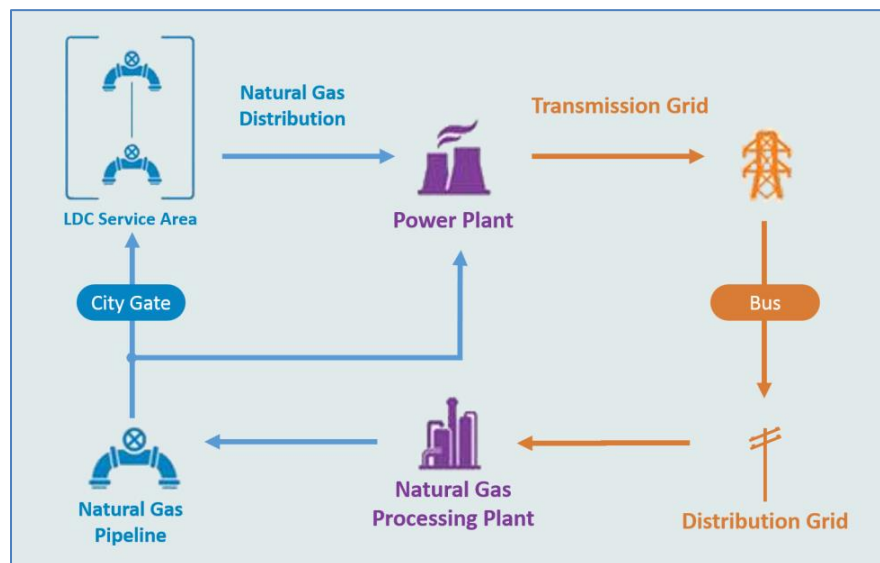 Natural Gas
Distribution
Transmission Grid
LDC Service Area
Power Plant
City Gate
Bus
Natural Gas
Pipeline
Natural Gas
Processing Plant
Distribution Grid